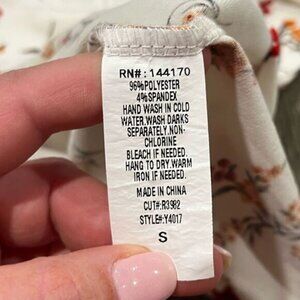 RN#: 144170
96%POLYESTER
4%SPANDEX
HAND WASH IN COLD
WATER.WASH DARKS
SEPARATELY.NON-
CHLORINE
BLEACH IF NEEDED.
HANG TO DRY.WARM
IRON IF NEEDED.
MADE IN CHINA
CUT#:R3982
STYLE#:Y4017
S